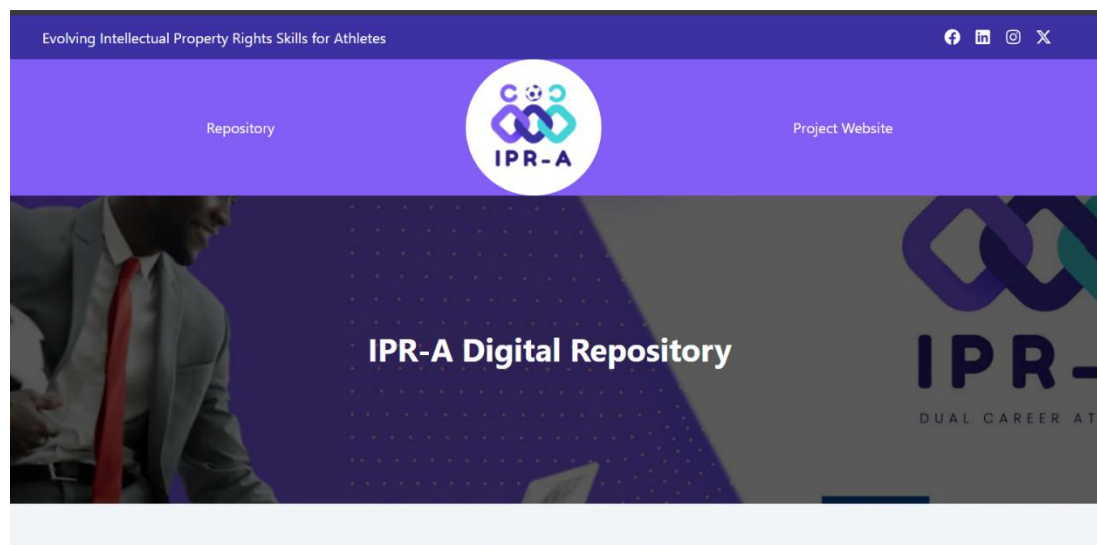 Evolving Intellectual Property Rights Skills for Athletes
Repository
IPR-A
Project Website
IPR-A Digital Repository
IPR-
DUAL CAREER AT